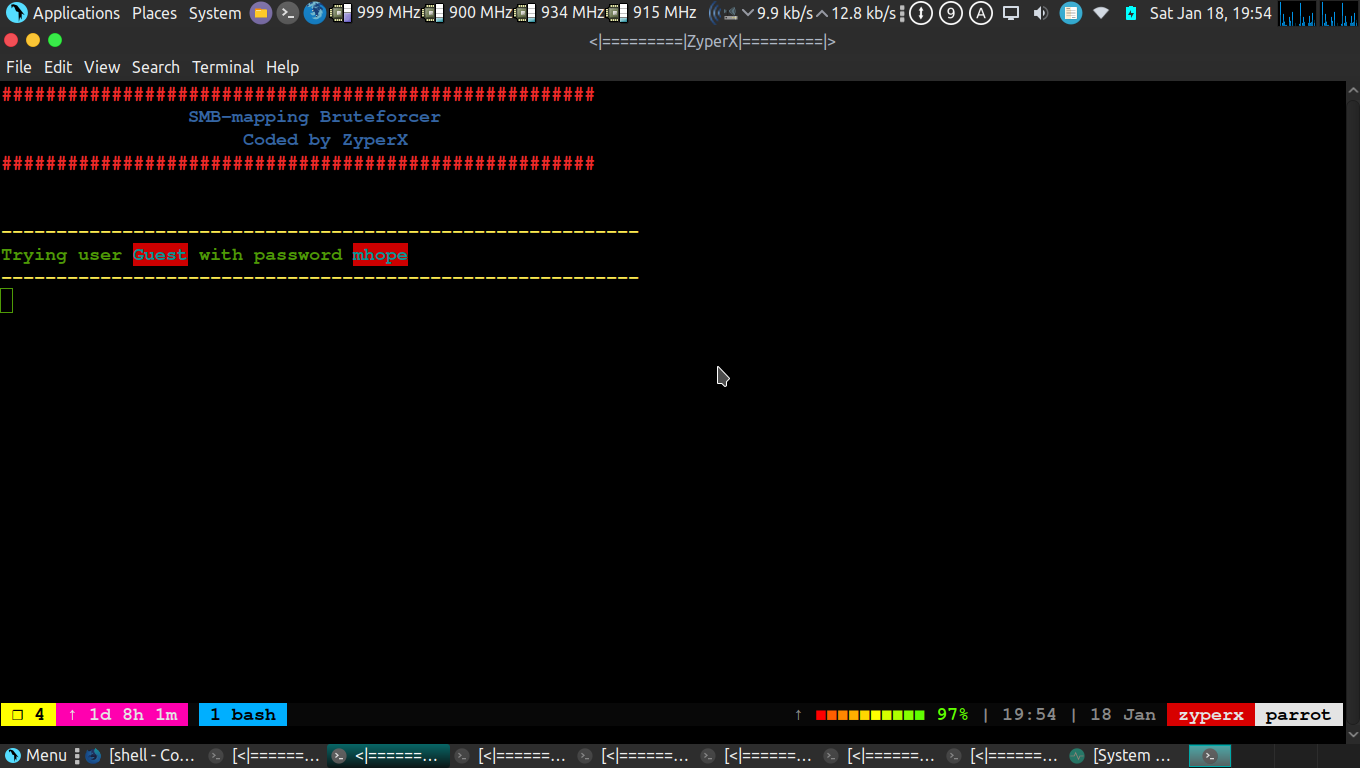 Applications Places System 999 MHz 900 MHz 934 MHz 915 MHz 9.9 kb/s 12.8 kb/s 9 A Sat Jan 18, 19:54
<|=========|ZyperX|=========|>
File Edit View Search Terminal Help
######################################################
SMB-mapping Bruteforcer
Coded by ZyperX
######################################################
----------------------------------------------------------
Trying user Guest with password mhope
----------------------------------------------------------
❐ 4 ↑ 1d 8h 1m 1 bash ↑ 97% | 19:54 | 18 Jan zyperx parrot
Menu [shell - Co... [<|======... <|======... [<|======... [<|======... [<|======... [<|======... [<|======... [System ...